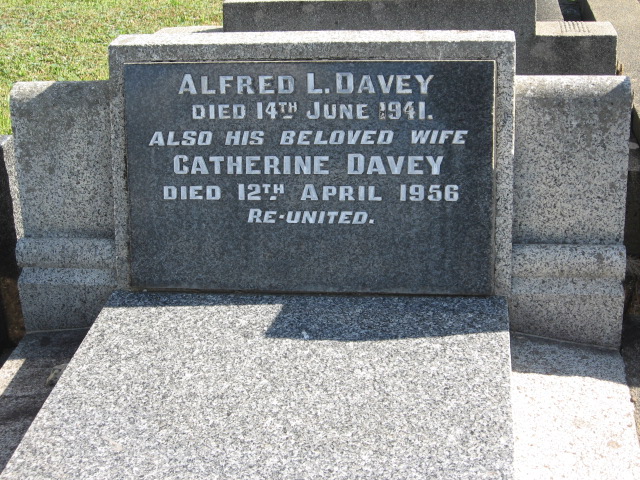 ALFRED L. DAVEY
DIED 14TH JUNE 1941.
ALSO HIS BELOVED WIFE
CATHERINE DAVEY
DIED 12TH APRIL 1956
RE-UNITED.